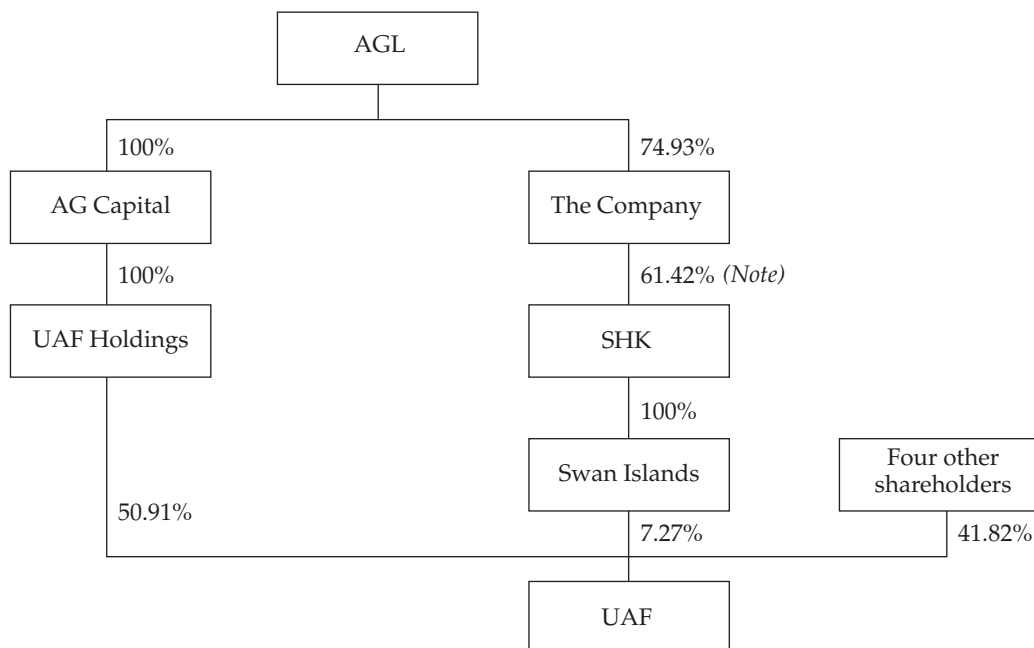 AGL
100%
74.93%
AG Capital
The Company
100%
61.42% (Note)
UAF Holdings
SHK
100%
Swan Islands
Four other
shareholders
50.91%
7.27%
41.82%
UAF